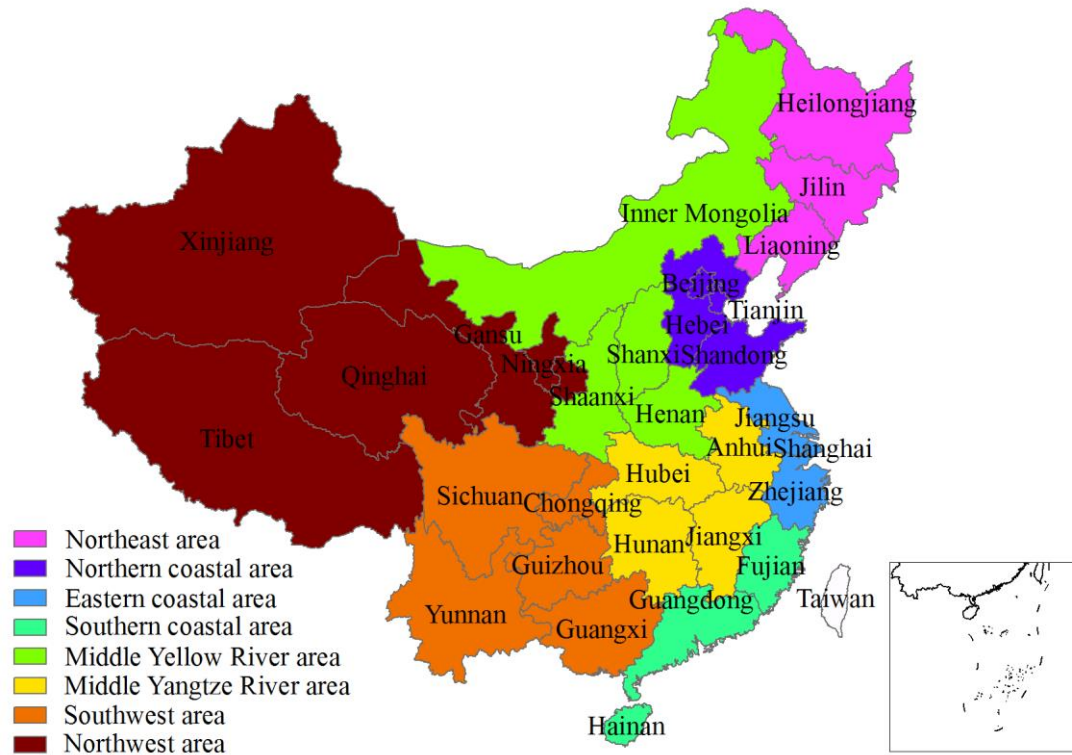 Heilongjiang
Jilin
Inner Mongolia
Liaoning
Xinjiang
Beijing
Tianjin
Hebei
Gansu
Shanxi
Shandong
Ningxia
Qinghai
Shaanxi
Henan
Jiangsu
Tibet
Anhui
Shanghai
Hubei
Sichuan
Zhejiang
Chongqing
Hunan
Jiangxi
Guizhou
Fujian
Yunnan
Guangdong
Taiwan
Guangxi
Hainan
Northeast area
Northern coastal area
Eastern coastal area
Southern coastal area
Middle Yellow River area
Middle Yangtze River area
Southwest area
Northwest area